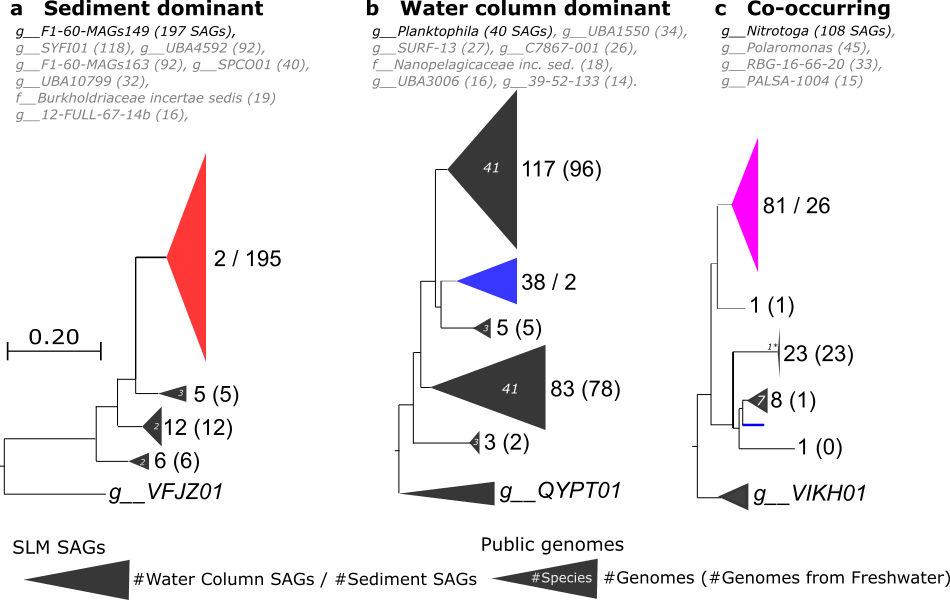 a Sediment dominant
g__F1-60-MAGs149 (197 SAGs),
g__SYFI01 (118), g__UBA4592 (92),
g__F1-60-MAGs163 (92), g__SPCO01 (40),
g__UBA10799 (32),
f__Burkholdriaceae incertae sedis (19)
g__12-FULL-67-14b (16),
2 / 195
0.20
3 5 (5)
2 12 (12)
2 6 (6)
g__VFJZ01
b Water column dominant
g__Planktophila (40 SAGs), g__UBA1550 (34),
g__SURF-13 (27), g__C7867-001 (26),
f__Nanopelagicaceae inc. sed. (18),
g__UBA3006 (16), g__39-52-133 (14).
41 117 (96)
38 / 2
3 5 (5)
41 83 (78)
3 3 (2)
g__QYPT01
c Co-occurring
g__Nitrotoga (108 SAGs),
g__Polaromonas (45),
g__RBG-16-66-20 (33),
g__PALSA-1004 (15)
81 / 26
1 (1)
1* 23 (23)
7 8 (1)
1 (0)
g__VIKH01
SLM SAGs
#Water Column SAGs / #Sediment SAGs
Public genomes
#Species #Genomes (#Genomes from Freshwater)